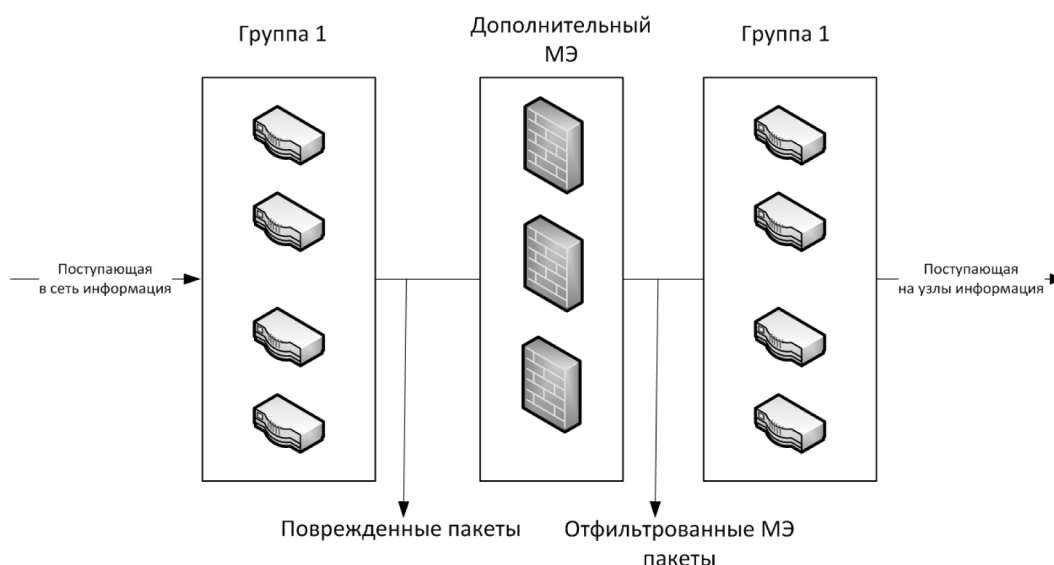 Группа 1
Дополнительный
МЭ
Группа 1
Поступающая
в сеть информация
Поступающая
на узлы информация
Поврежденные пакеты
Отфильтрованные МЭ
пакеты